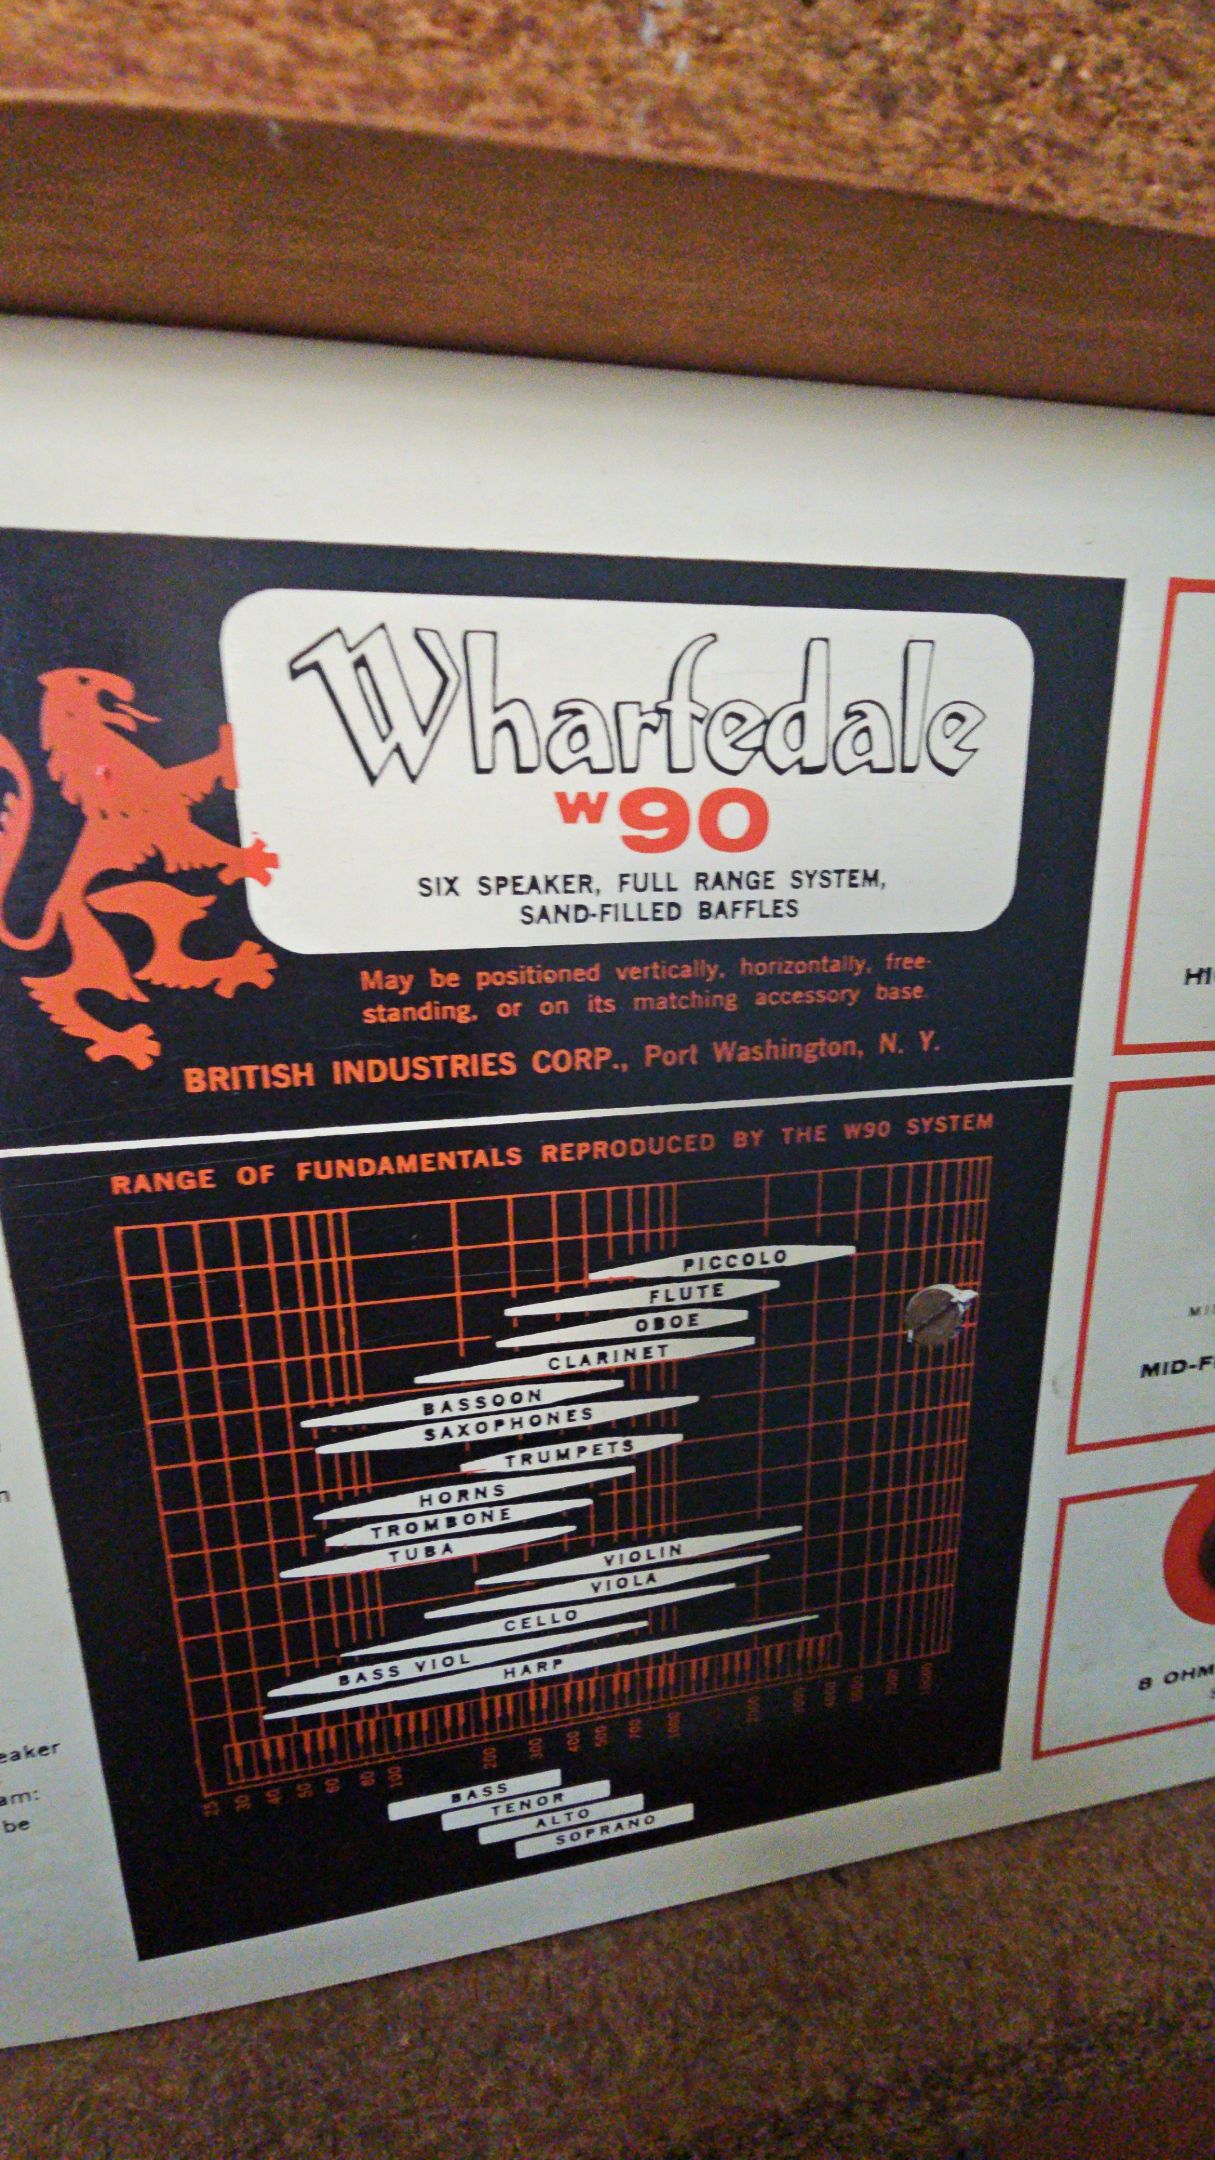 Wharfedale
W90
SIX SPEAKER, FULL RANGE SYSTEM,
SAND-FILLED BAFFLES
May be positioned vertically, horizontally, free-
standing, or on its matching accessory base.
BRITISH INDUSTRIES CORP., Port Washington, N. Y.
RANGE OF FUNDAMENTALS REPRODUCED BY THE W90 SYSTEM
PICCOLO
FLUTE
OBOE
CLARINET
BASSOON
SAXOPHONES
TRUMPETS
HORNS
TROMBONE
TUBA
VIOLIN
VIOLA
CELLO
BASS VIOL
HARP
25 30 40 50 60 80 100 200 300 400 500 700 1000 2000 3000 4000
BASS
TENOR
ALTO
SOPRANO
MID-F
8 OHM
eaker
am:
be